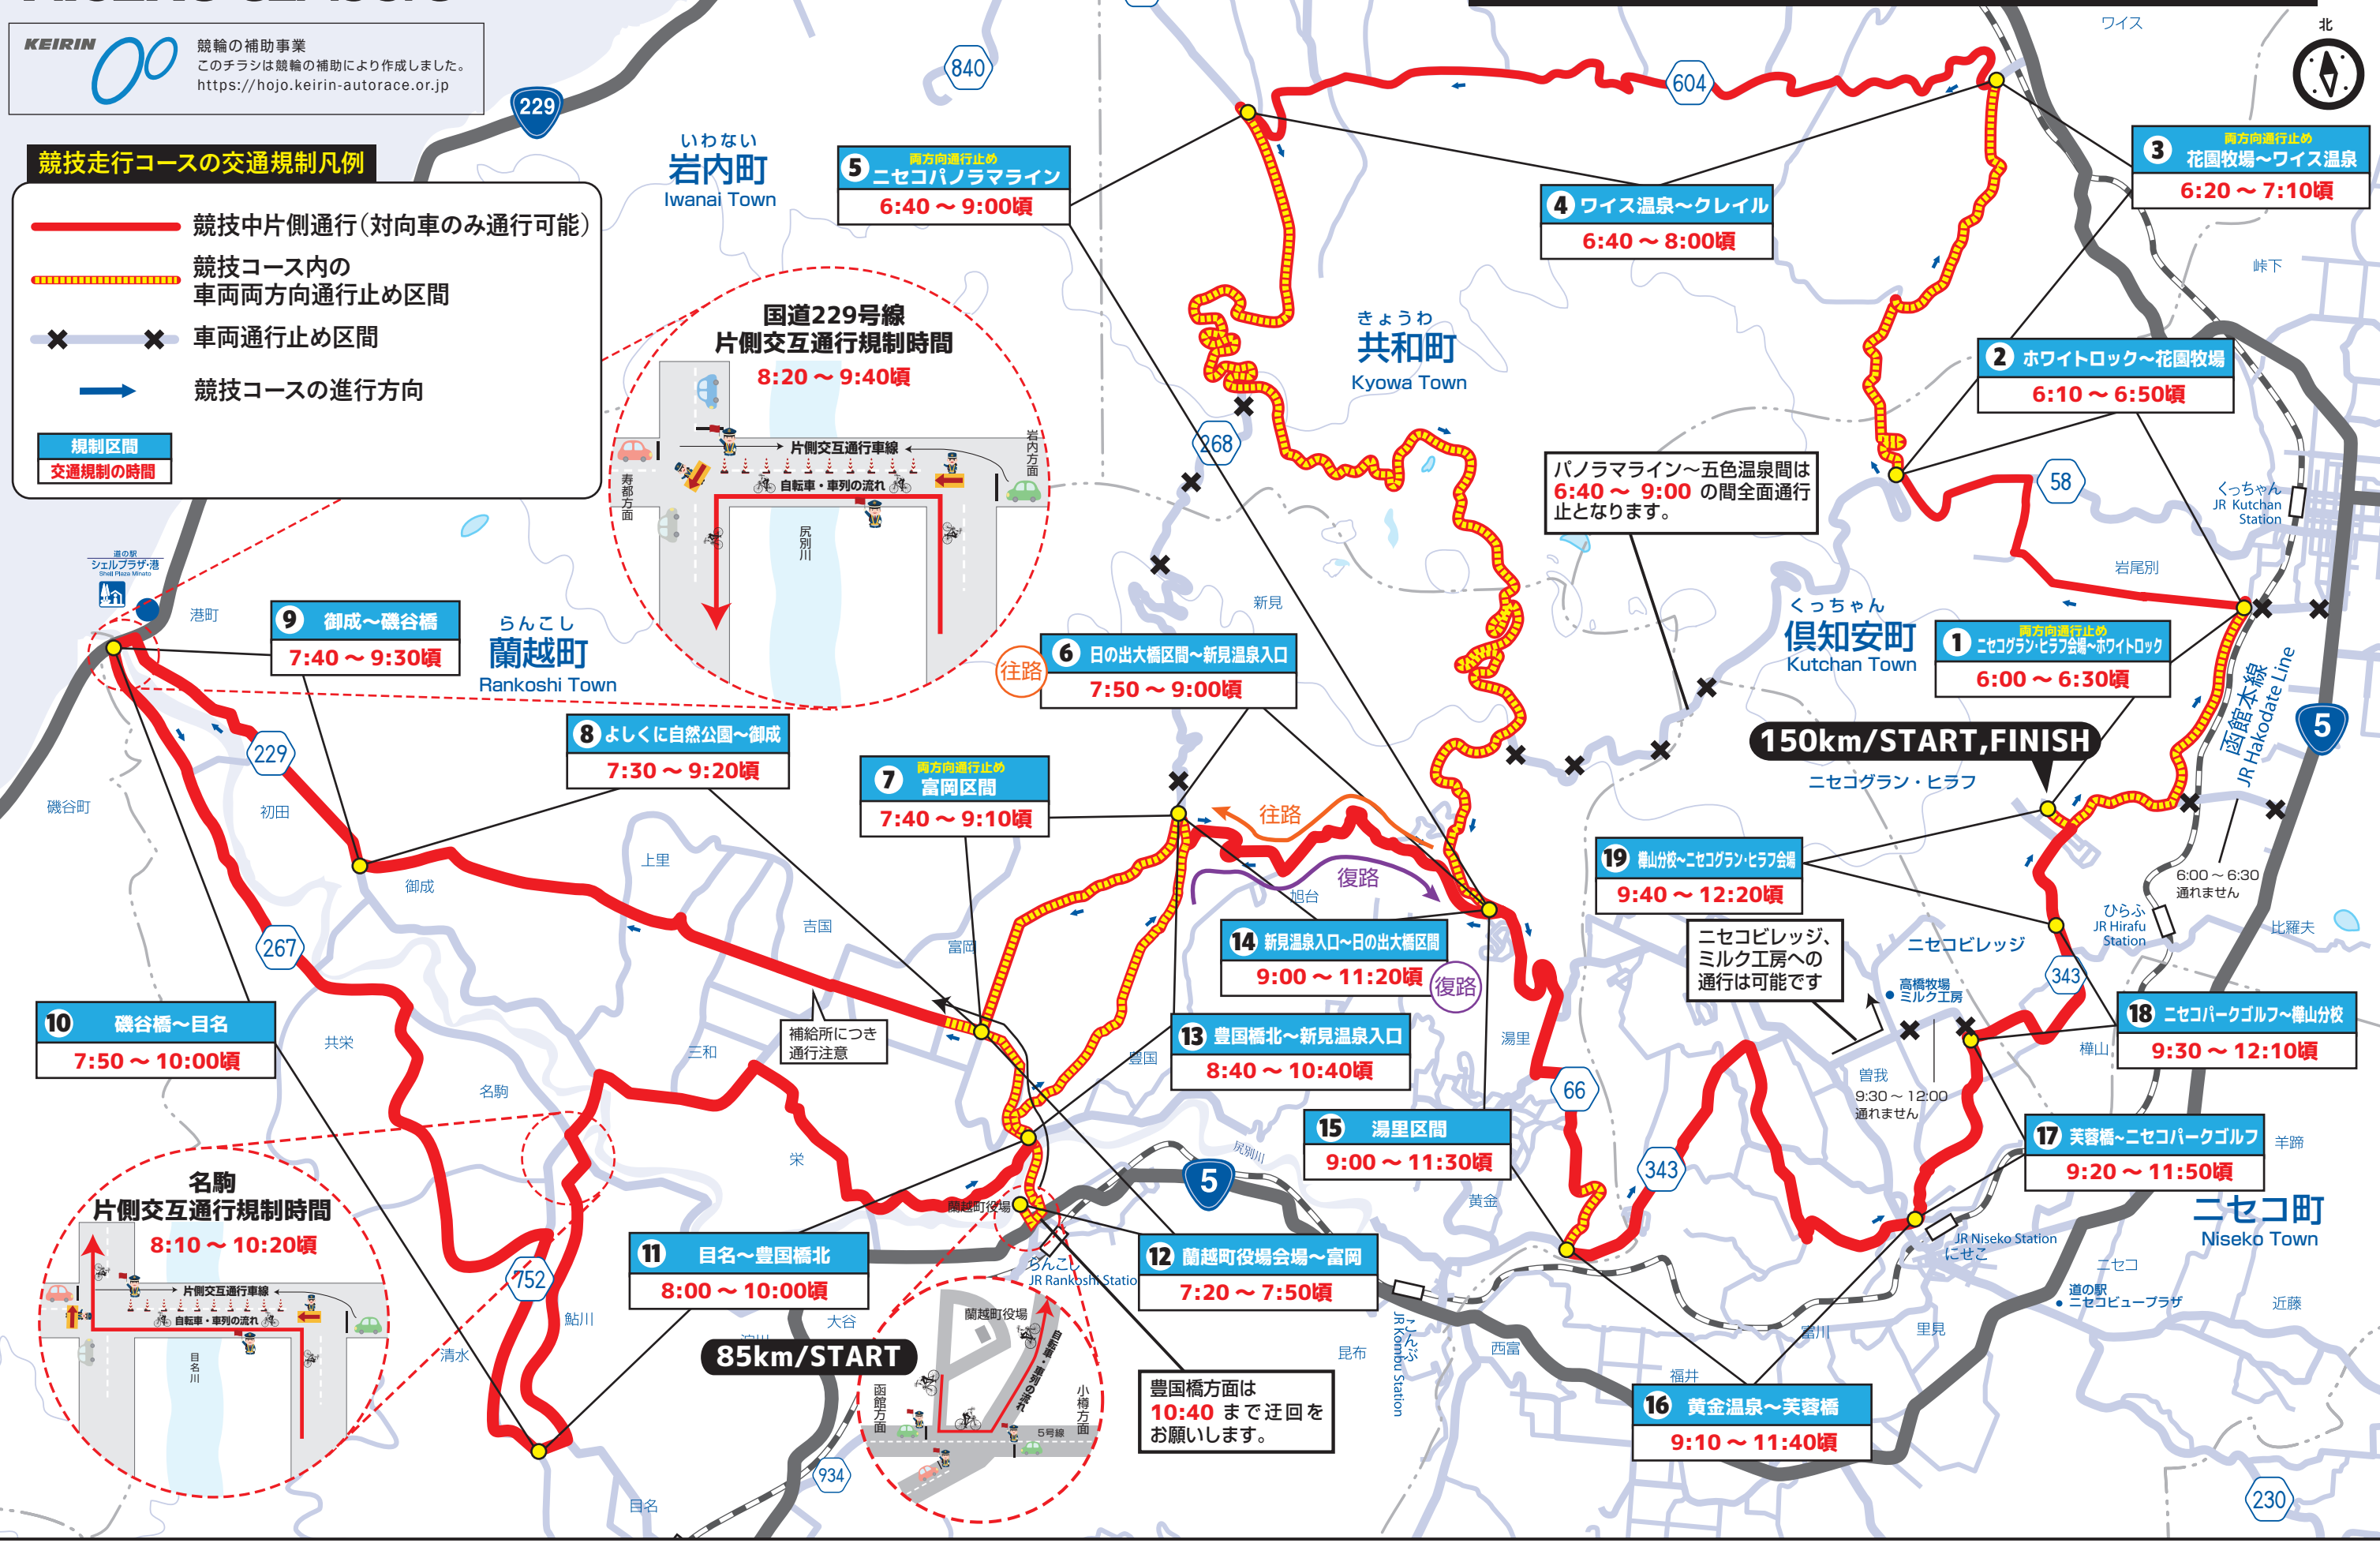 KEIRIN
競輪の補助事業
このチラシは競輪の補助により作成しました。
https://hojo.keirin-autorace.or.jp
競技走行コースの交通規制凡例
競技中片側通行(対向車のみ通行可能)
競技コース内の
車両両方向通行止め区間
車両通行止め区間
競技コースの進行方向
規制区間
交通規制の時間
229
840
604
ワイス
北
いわない
岩内町
Iwanai Town
5 両方向通行止め
ニセコパノラマライン
6:40 〜 9:00頃
4 ワイス温泉〜クレイル
6:40 〜 8:00頃
3 両方向通行止め
花園牧場〜ワイス温泉
6:20 〜 7:10頃
峠下
国道229号線
片側交互通行規制時間
8:20 〜 9:40頃
片側交互通行車線
自転車・車列の流れ
岩内方面
寿都方面
尻別川
きょうわ
共和町
Kyowa Town
2 ホワイトロック〜花園牧場
6:10 〜 6:50頃
268
パノラマライン〜五色温泉間は
6:40 〜 9:00 の間全面通行
止となります。
58
くっちゃん
JR Kutchan
Station
岩尾別
道の駅
シェルプラザ・港
Shell Plaza Minato
港町
9 御成〜磯谷橋
7:40 〜 9:30頃
らんこし
蘭越町
Rankoshi Town
新見
往路
6 日の出大橋区間〜新見温泉入口
7:50 〜 9:00頃
くっちゃん
倶知安町
Kutchan Town
1 両方向通行止め
ニセコグラン・ヒラフ会場〜ホワイトロック
6:00 〜 6:30頃
函館本線
JR Hakodate Line
5
150km/START,FINISH
ニセコグラン・ヒラフ
229
8 よしくに自然公園〜御成
7:30 〜 9:20頃
7 両方向通行止め
富岡区間
7:40 〜 9:10頃
磯谷町
初田
往路
復路
旭台
上里
御成
吉国
富岡
19 樺山分校〜ニセコグラン・ヒラフ会場
9:40 〜 12:20頃
6:00 〜 6:30
通れません
ひらふ
JR Hirafu
Station
比羅夫
267
14 新見温泉入口〜日の出大橋区間
9:00 〜 11:20頃
復路
ニセコビレッジ、
ミルク工房への
通行は可能です
ニセコビレッジ
高橋牧場
ミルク工房
343
10 磯谷橋〜目名
7:50 〜 10:00頃
共栄
名駒
三和
補給所につき
通行注意
豊国
13 豊国橋北〜新見温泉入口
8:40 〜 10:40頃
湯里
66
曽我
9:30 〜 12:00
通れません
樺山
18 ニセコパークゴルフ〜樺山分校
9:30 〜 12:10頃
15 湯里区間
9:00 〜 11:30頃
17 芙蓉橋〜ニセコパークゴルフ
9:20 〜 11:50頃
羊蹄
343
栄
尻別川
5
黄金
名駒
片側交互通行規制時間
8:10 〜 10:20頃
片側交互通行車線
自転車・車列の流れ
目名川
蘭越町役場
ニセコ町
Niseko Town
JR Niseko Station
にせこ
ニセコ
道の駅
ニセコビュープラザ
近藤
里見
752
11 目名〜豊国橋北
8:00 〜 10:00頃
らんこし
JR Rankoshi Statio
12 蘭越町役場会場〜富岡
7:20 〜 7:50頃
鮎川
清水
淀川
大谷
85km/START
蘭越町役場
自転車・車列の流れ
函館方面
小樽方面
5号線
豊国橋方面は
10:40 まで迂回を
お願いします。
昆布
こんぶ
JR Kombu Station
西富
富川
福井
16 黄金温泉〜芙蓉橋
9:10 〜 11:40頃
934
目名
230